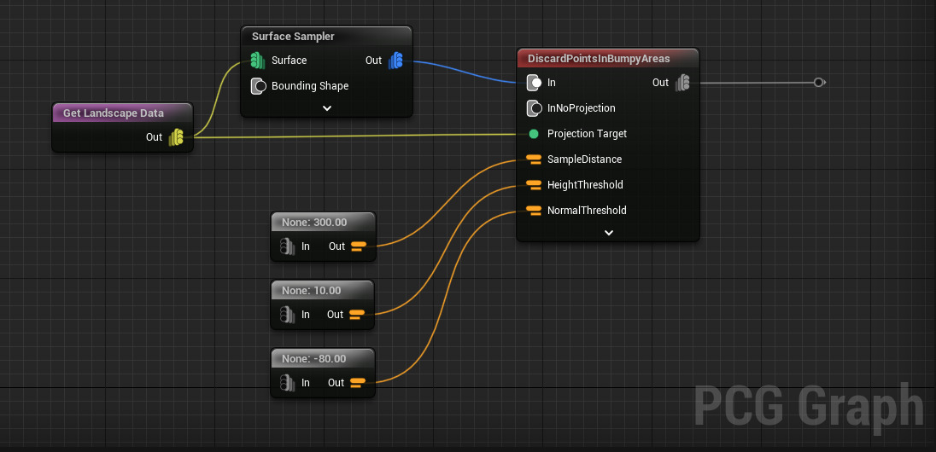 Surface Sampler
Surface Out
Bounding Shape
DiscardPointsInBumpyAreas
In Out
InNoProjection
Projection Target
SampleDistance
HeightThreshold
NormalThreshold
Get Landscape Data
Out
None: 300.00
In Out
None: 10.00
In Out
None: -80.00
In Out
PCG Graph